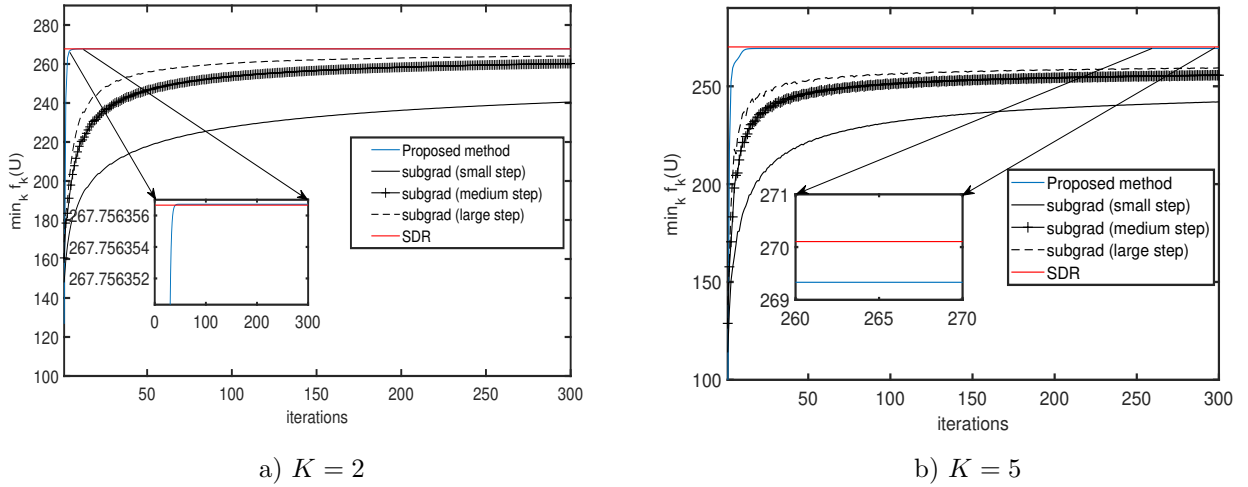 290
280
260
240
220
200
180
160
140
120
100
min_k f_k(U)
50
100
150
200
250
300
iterations
Proposed method
subgrad (small step)
subgrad (medium step)
subgrad (large step)
SDR
267.756356
267.756354
267.756352
0
100
200
300
a) K = 2
250
200
150
100
min_k f_k(U)
50
100
150
200
250
300
iterations
Proposed method
subgrad (small step)
subgrad (medium step)
subgrad (large step)
SDR
271
270
269
260
265
270
b) K = 5